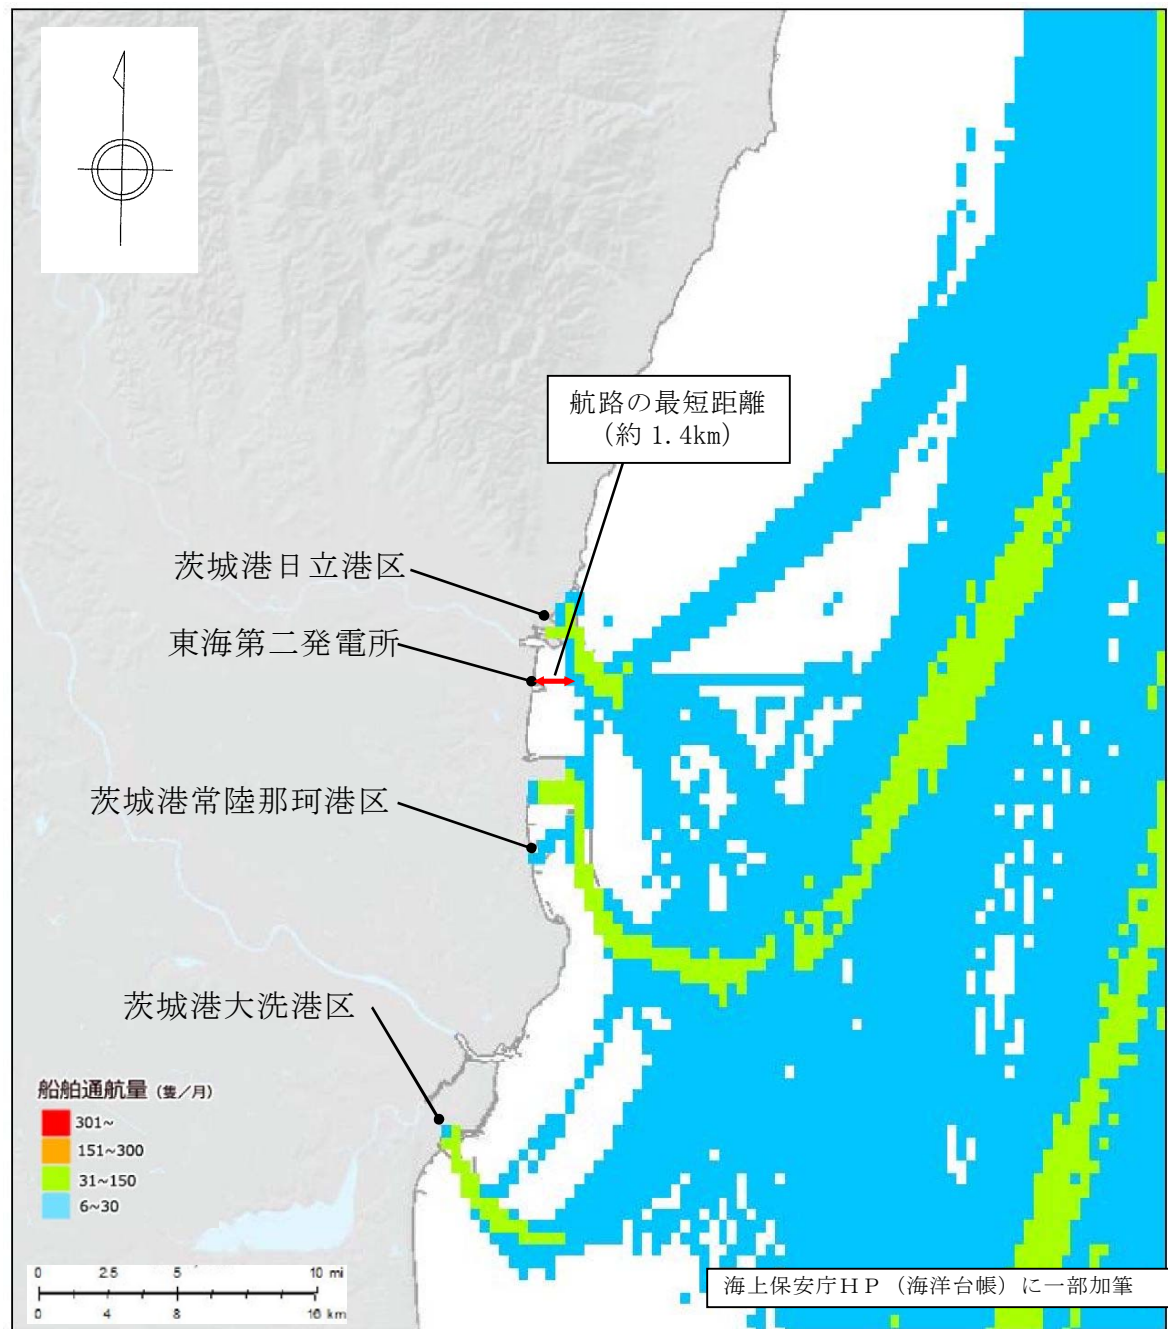 航路の最短距離
(約 1.4km)
茨城港日立港区
東海第二発電所
茨城港常陸那珂港区
茨城港大洗港区
船舶通航量 (隻／月)
301~
151~300
31~150
6~30
0 2.5 5 10 mi
0 4 8 16 km
海上保安庁ＨＰ（海洋台帳）に一部加筆